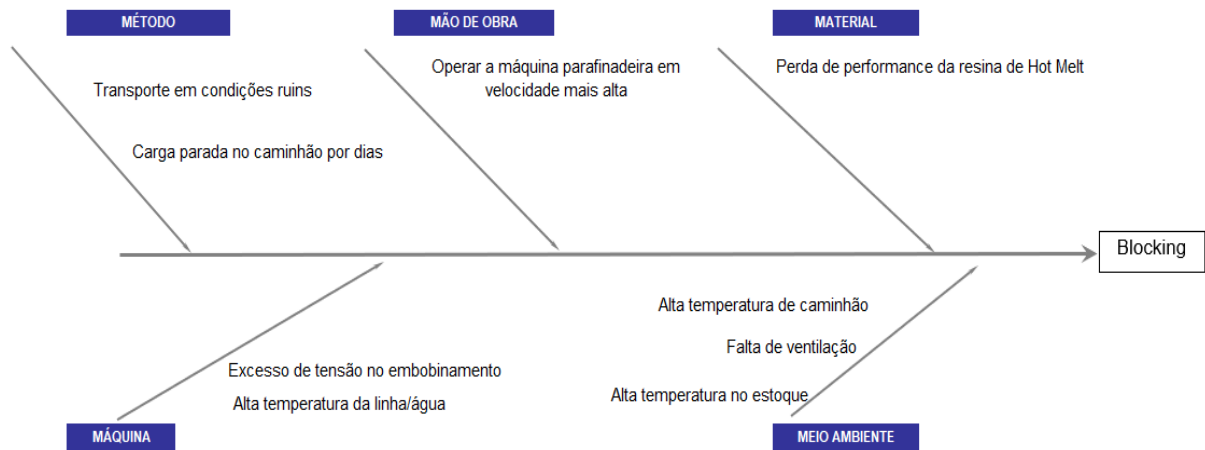 MÉTODO
MÃO DE OBRA
MATERIAL
Transporte em condições ruins
Carga parada no caminhão por dias
Operar a máquina parafinadeira em
velocidade mais alta
Perda de performance da resina de Hot Melt
Blocking
Excesso de tensão no embobinamento
Alta temperatura da linha/água
Alta temperatura de caminhão
Falta de ventilação
Alta temperatura no estoque
MÁQUINA
MEIO AMBIENTE